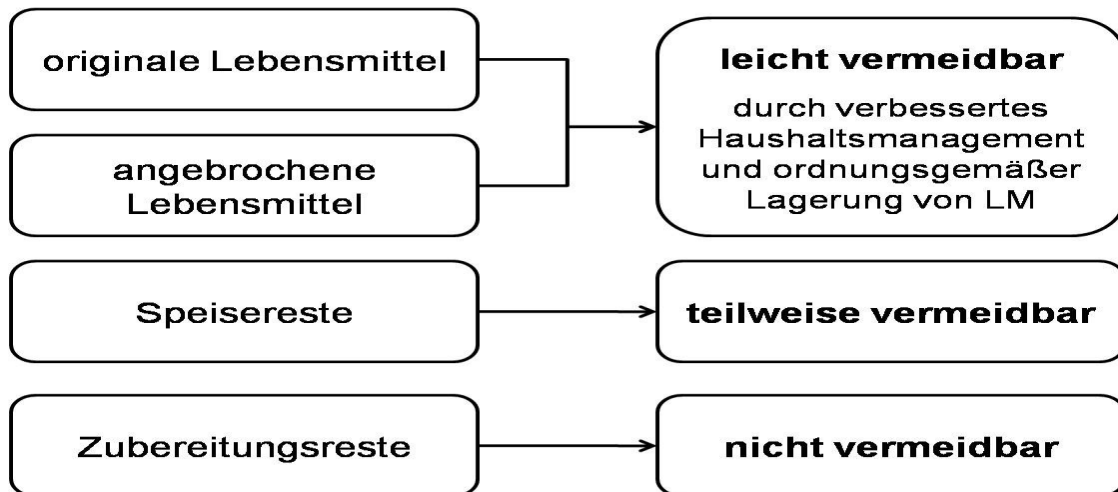 originale Lebensmittel
angebrochene
Lebensmittel
leicht vermeidbar
durch verbessertes
Haushaltsmanagement
und ordnungsgemäßer
Lagerung von LM
Speisereste
teilweise vermeidbar
Zubereitungsreste
nicht vermeidbar